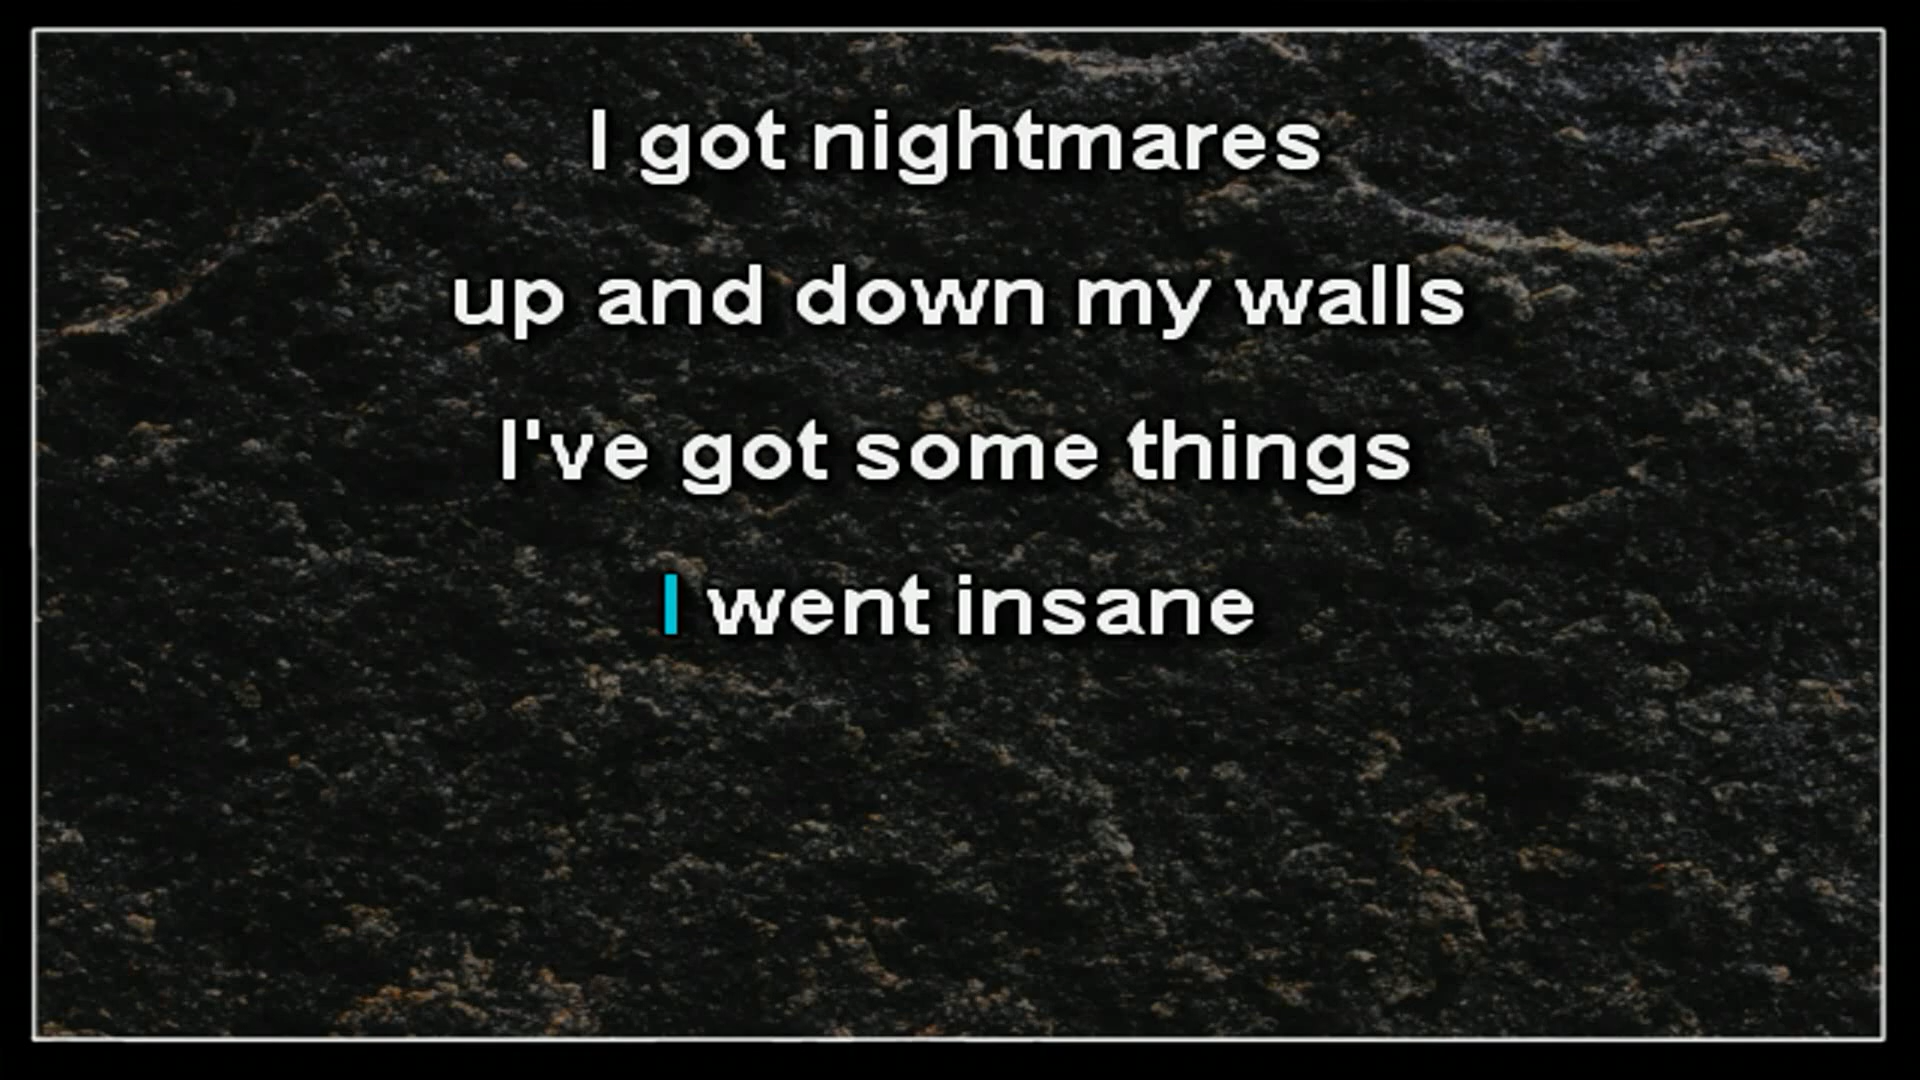 I got nightmares
up and down my walls
I've got some things
I went insane